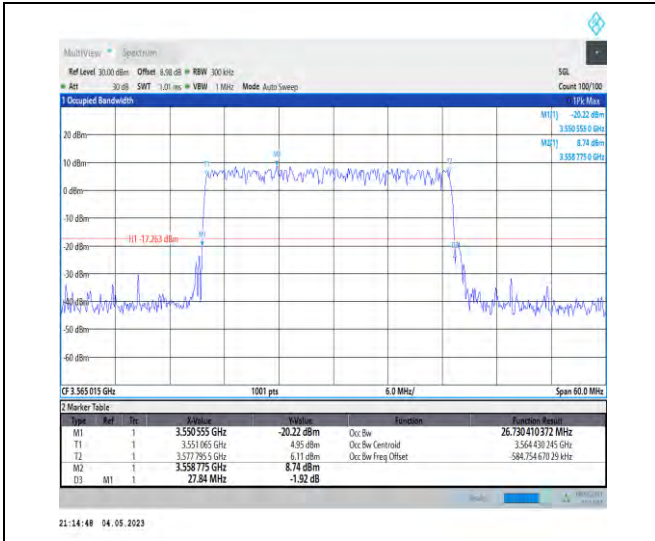 MultiView Spectrum
Ref Level 30.00 dBm Offset 8.98 dB RBW 300 kHz SGL
Att 30 dB SWT 1.01 ms VBW 1 MHz Mode Auto Sweep Count 100/100
1 Occupied Bandwidth 1Pk Max
M1[1] -20.22 dBm
3.550 555 0 GHz
M2[1] 8.74 dBm
3.558 775 0 GHz
20 dBm
10 dBm
0 dBm
-10 dBm
H1 -17.263 dBm
-20 dBm
-30 dBm
-40 dBm
-50 dBm
-60 dBm
CF 3.565 015 GHz 1001 pts 6.0 MHz/ Span 60.0 MHz
2 Marker Table
Type Ref Trc X-Value Y-Value Function Function Result
M1 1 3.550 555 GHz -20.22 dBm Occ Bw 26.730 410 372 MHz
T1 1 3.551 065 GHz 4.95 dBm Occ Bw Centroid 3.564 430 245 GHz
T2 1 3.577 795 5 GHz 6.11 dBm Occ Bw Freq Offset -584.754 670 29 kHz
M2 1 3.558 775 GHz 8.74 dBm
D3 M1 1 27.84 MHz -1.92 dB
21:14:48 04.05.2023